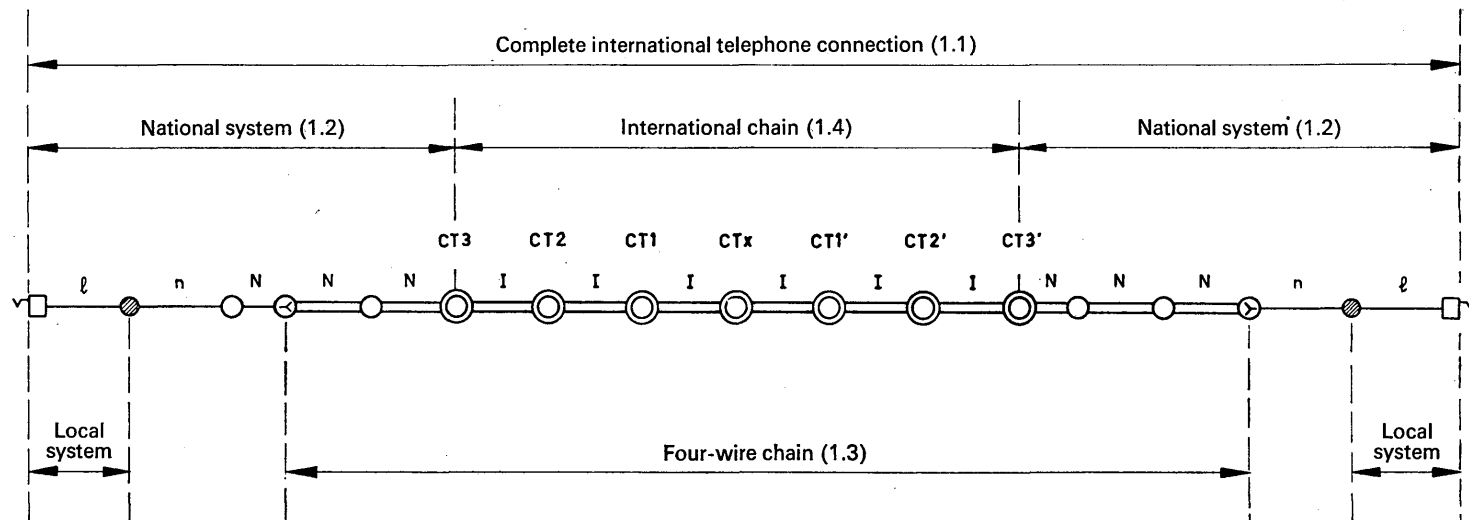 Complete international telephone connection (1.1)
National system (1.2) International chain (1.4) National system (1.2)
CT3 CT2 CT1 CTx CT1' CT2' CT3'
ℓ n N N N I I I I I I N N N n ℓ
Local system
Four-wire chain (1.3)
Local system